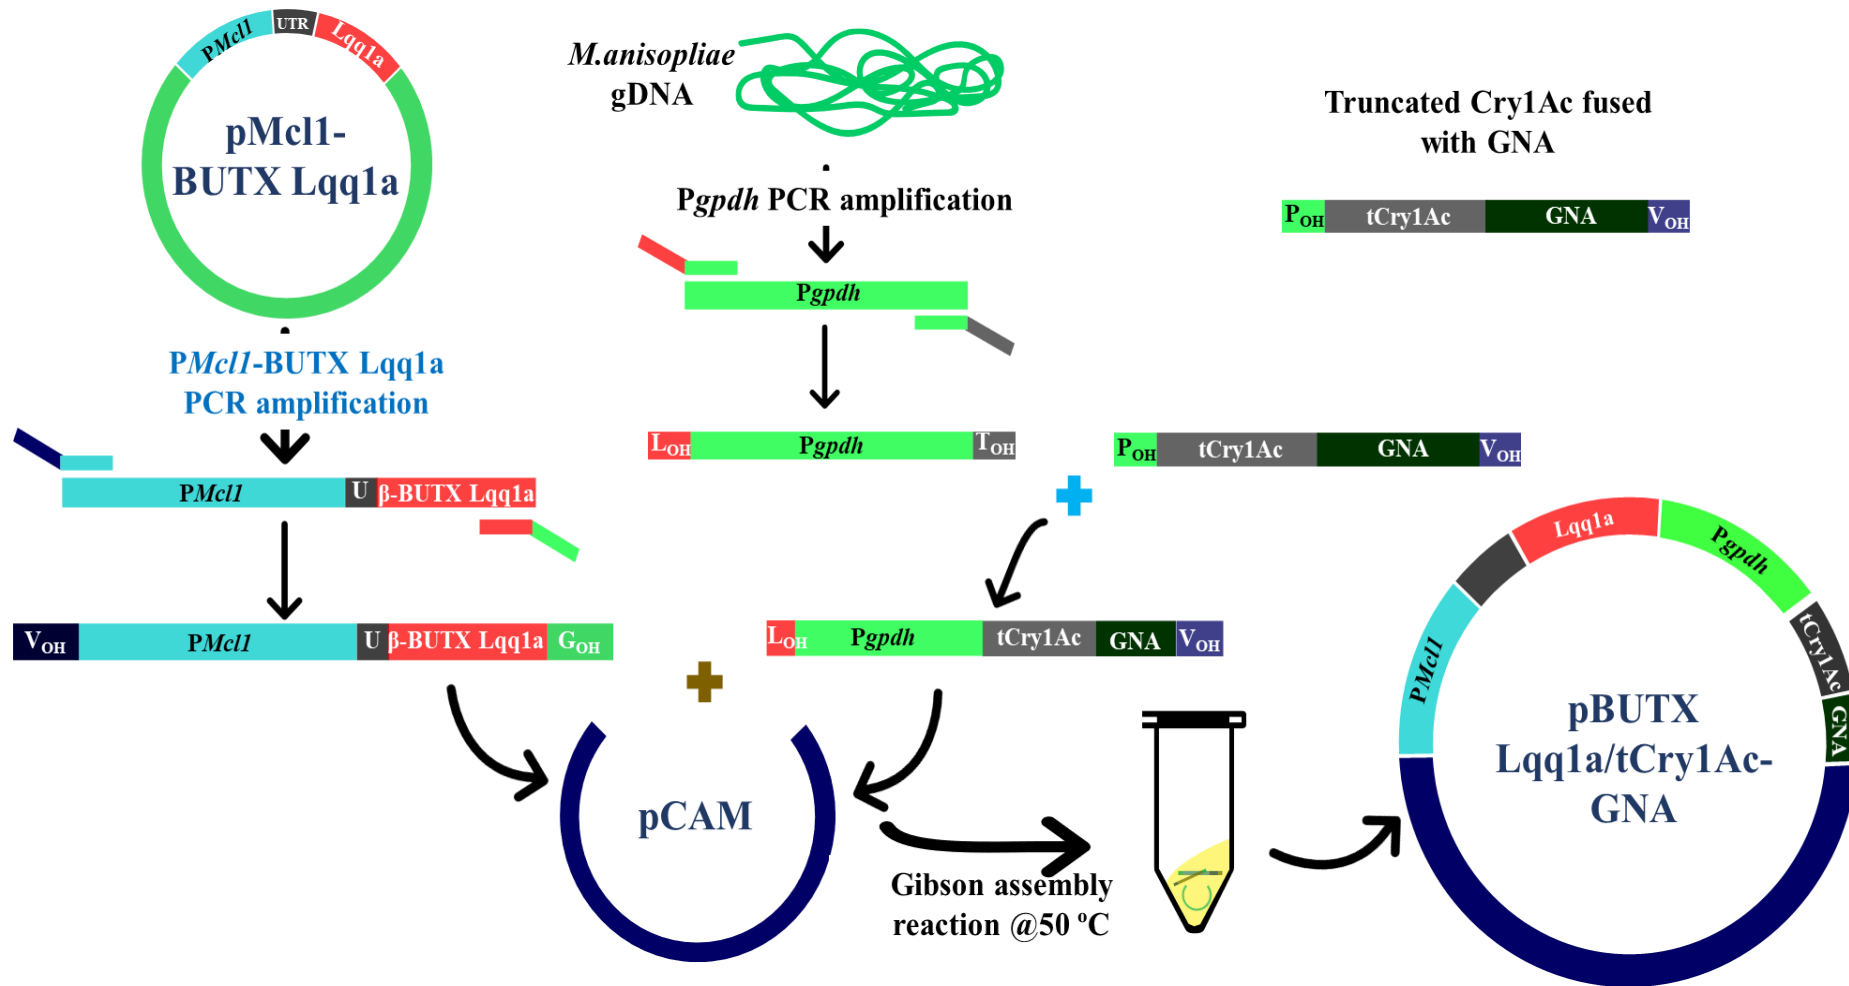 PMcl1
UTR
Lqq1a
pMcl1-
BUTX Lqq1a
PMcl1-BUTX Lqq1a
PCR amplification
PMcl1
U
β-BUTX Lqq1a
VOH
PMcl1
U
β-BUTX Lqq1a
GOH
M.anisopliae
gDNA
Pgpdh PCR amplification
Pgpdh
LOH
Pgpdh
TOH
Truncated Cry1Ac fused
with GNA
POH
tCry1Ac
GNA
VOH
POH
tCry1Ac
GNA
VOH
LOH
Pgpdh
tCry1Ac
GNA
VOH
pCAM
Gibson assembly
reaction @50 ºC
PMcl1
Lqq1a
Pgpdh
tCry1Ac
GNA
pBUTX
Lqq1a/tCry1Ac-
GNA